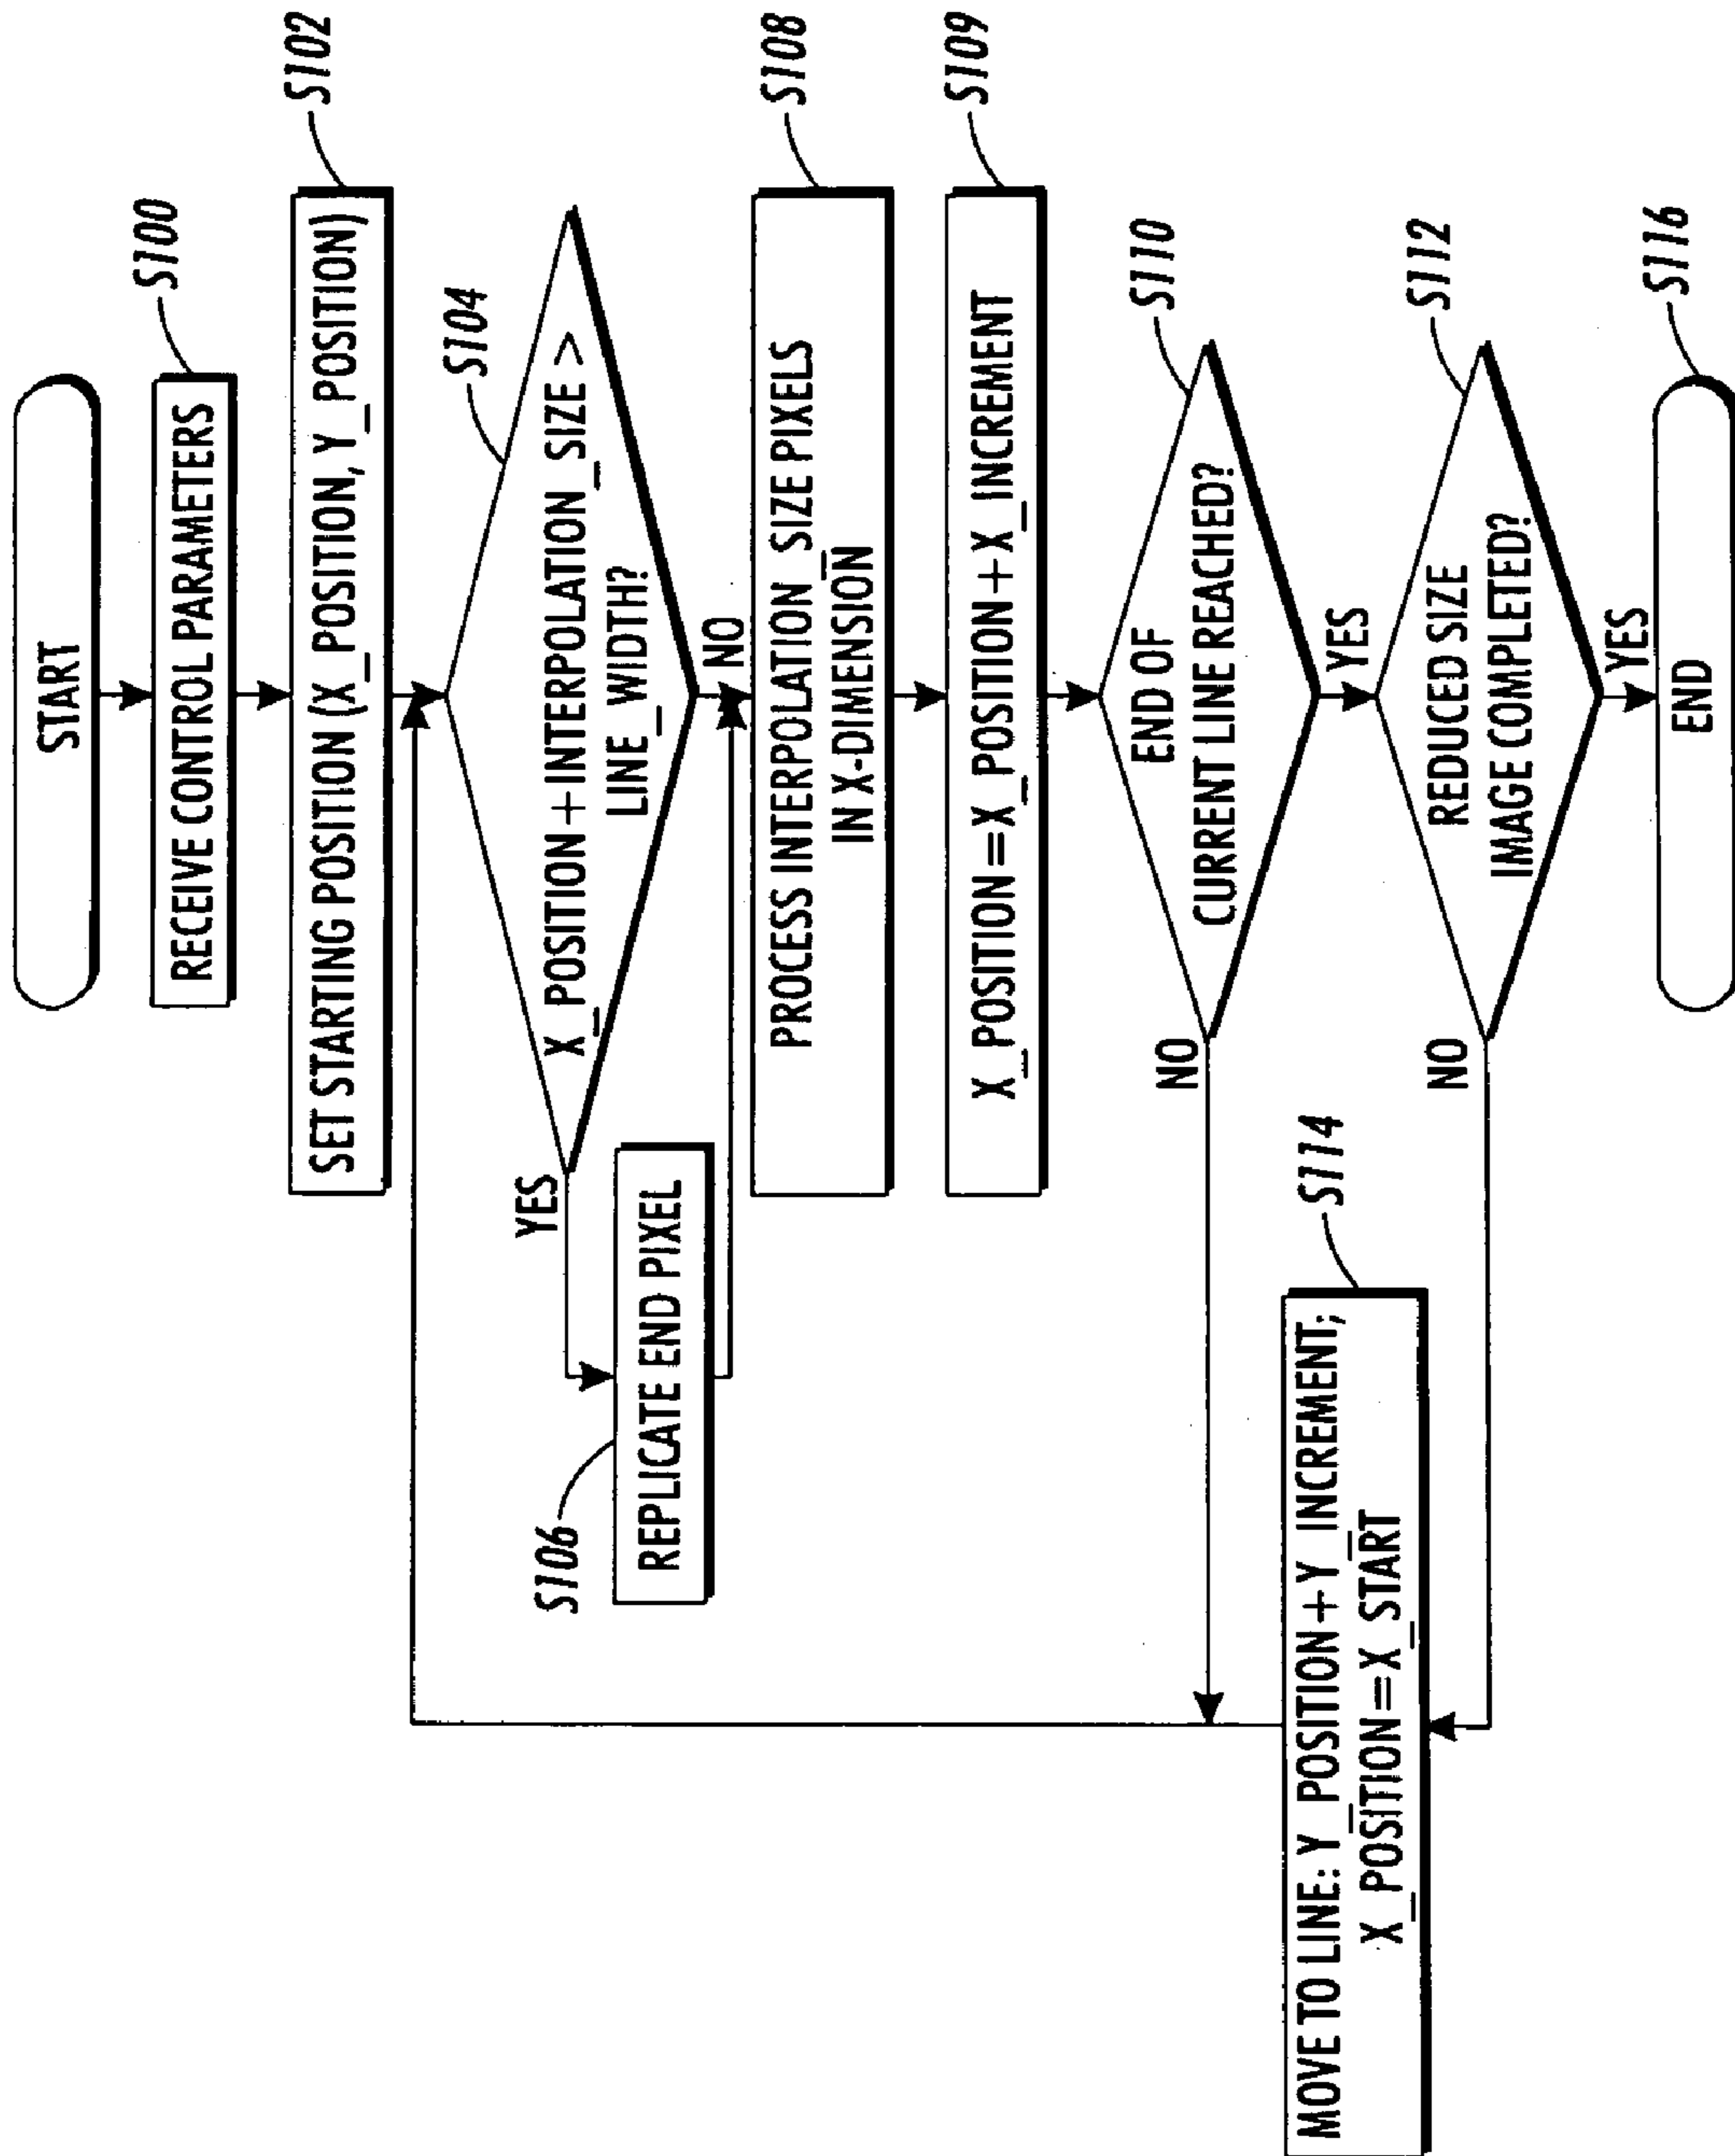 START
S100
RECEIVE CONTROL PARAMETERS
S102
SET STARTING POSITION (X_POSITION, Y_POSITION)
S104
X_POSITION+INTERPOLATION_SIZE >
LINE_WIDTH?
YES
NO
S106
REPLICATE END PIXEL
S108
PROCESS INTERPOLATION_SIZE PIXELS
IN X-DIMENSION
S109
X_POSITION=X_POSITION+X_INCREMENT
S110
END OF
CURRENT LINE REACHED?
NO
YES
S112
REDUCED SIZE
IMAGE COMPLETED?
NO
YES
S114
MOVE TO LINE: Y_POSITION+Y_INCREMENT;
X_POSITION=X_START
S116
END